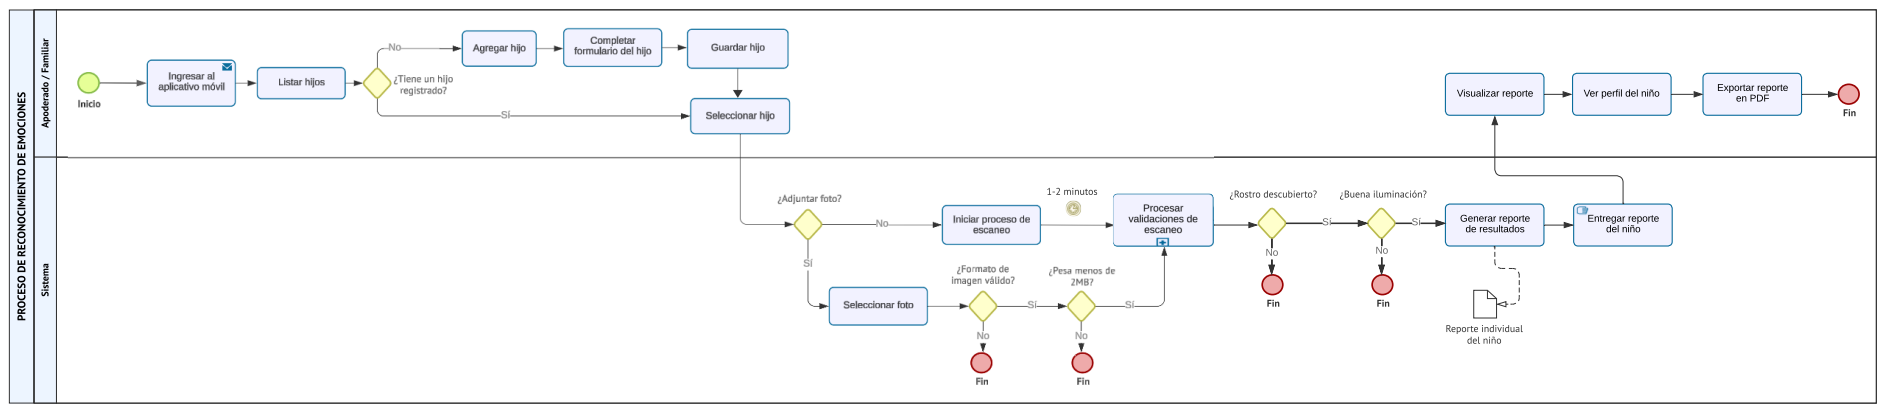 PROCESO DE RECONOCIMIENTO DE EMOCIONES
Apoderado / Familiar
Inicio
Ingresar al
aplicativo móvil
Listar hijos
¿Tiene un hijo
registrado?
No
Sí
Agregar hijo
Completar
formulario del hijo
Guardar hijo
Seleccionar hijo
Visualizar reporte
Ver perfil del niño
Exportar reporte
en PDF
Fin
Sistema
¿Adjuntar foto?
No
Sí
Iniciar proceso de
escaneo
1-2 minutos
Procesar
validaciones de
escaneo
¿Rostro descubierto?
Sí
No
Fin
¿Buena iluminación?
Sí
No
Fin
Generar reporte
de resultados
Entregar reporte
del niño
Reporte individual
del niño
Seleccionar foto
¿Formato de
imagen válido?
Sí
No
Fin
¿Pesa menos de
2MB?
Sí
No
Fin